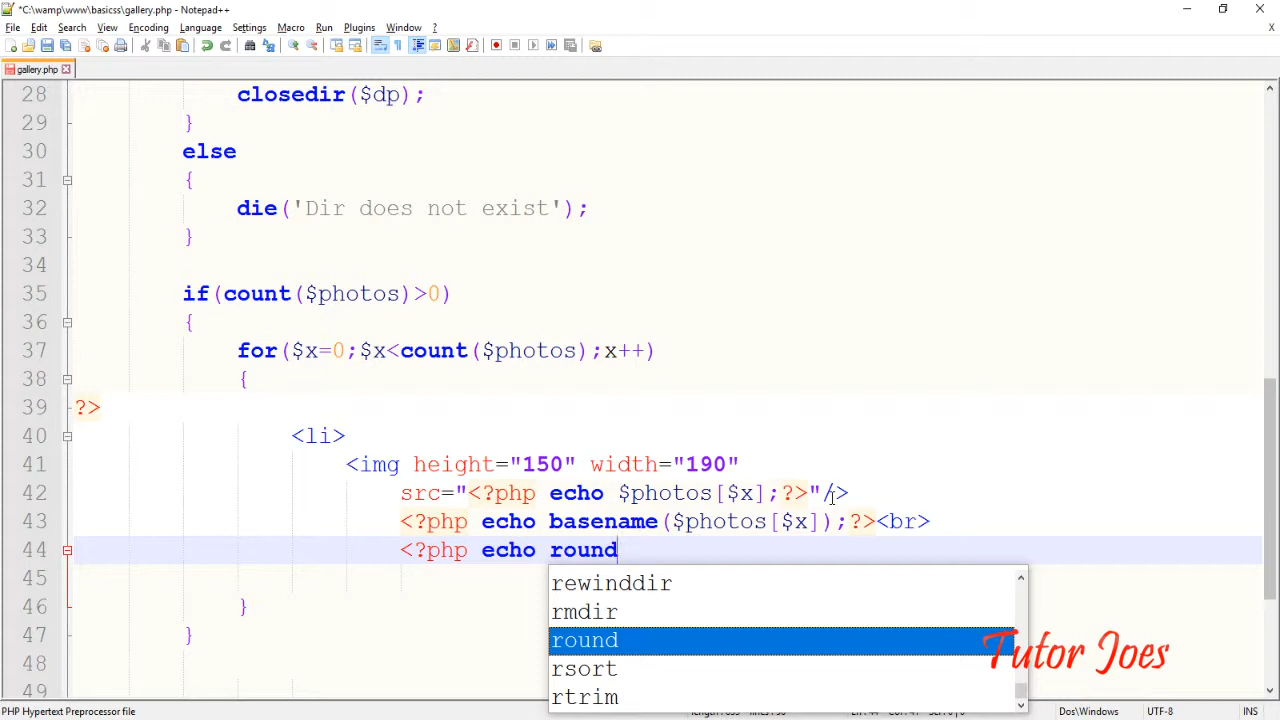 *C:\wamp\www\basicss\gallery.php - Notepad++
File Edit Search View Encoding Language Settings Macro Run Plugins Window ?
X
gallery.php
28 closedir($dp);
29 }
30 else
31 {
32 die('Dir does not exist');
33 }
34
35 if(count($photos)>0)
36 {
37 for($x=0;$x<count($photos);x++)
38 {
39 ?>
40 <li>
41 <img height="150" width="190"
42 src="<?php echo $photos[$x];?>"/>
43 <?php echo basename($photos[$x]);?><br>
44 <?php echo round
45
46 }
47 }
48
49
rewinddir
rmdir
round
rsort
rtrim
Tutor Joes
PHP Hypertext Preprocessor file
Dos\Windows UTF-8 INS